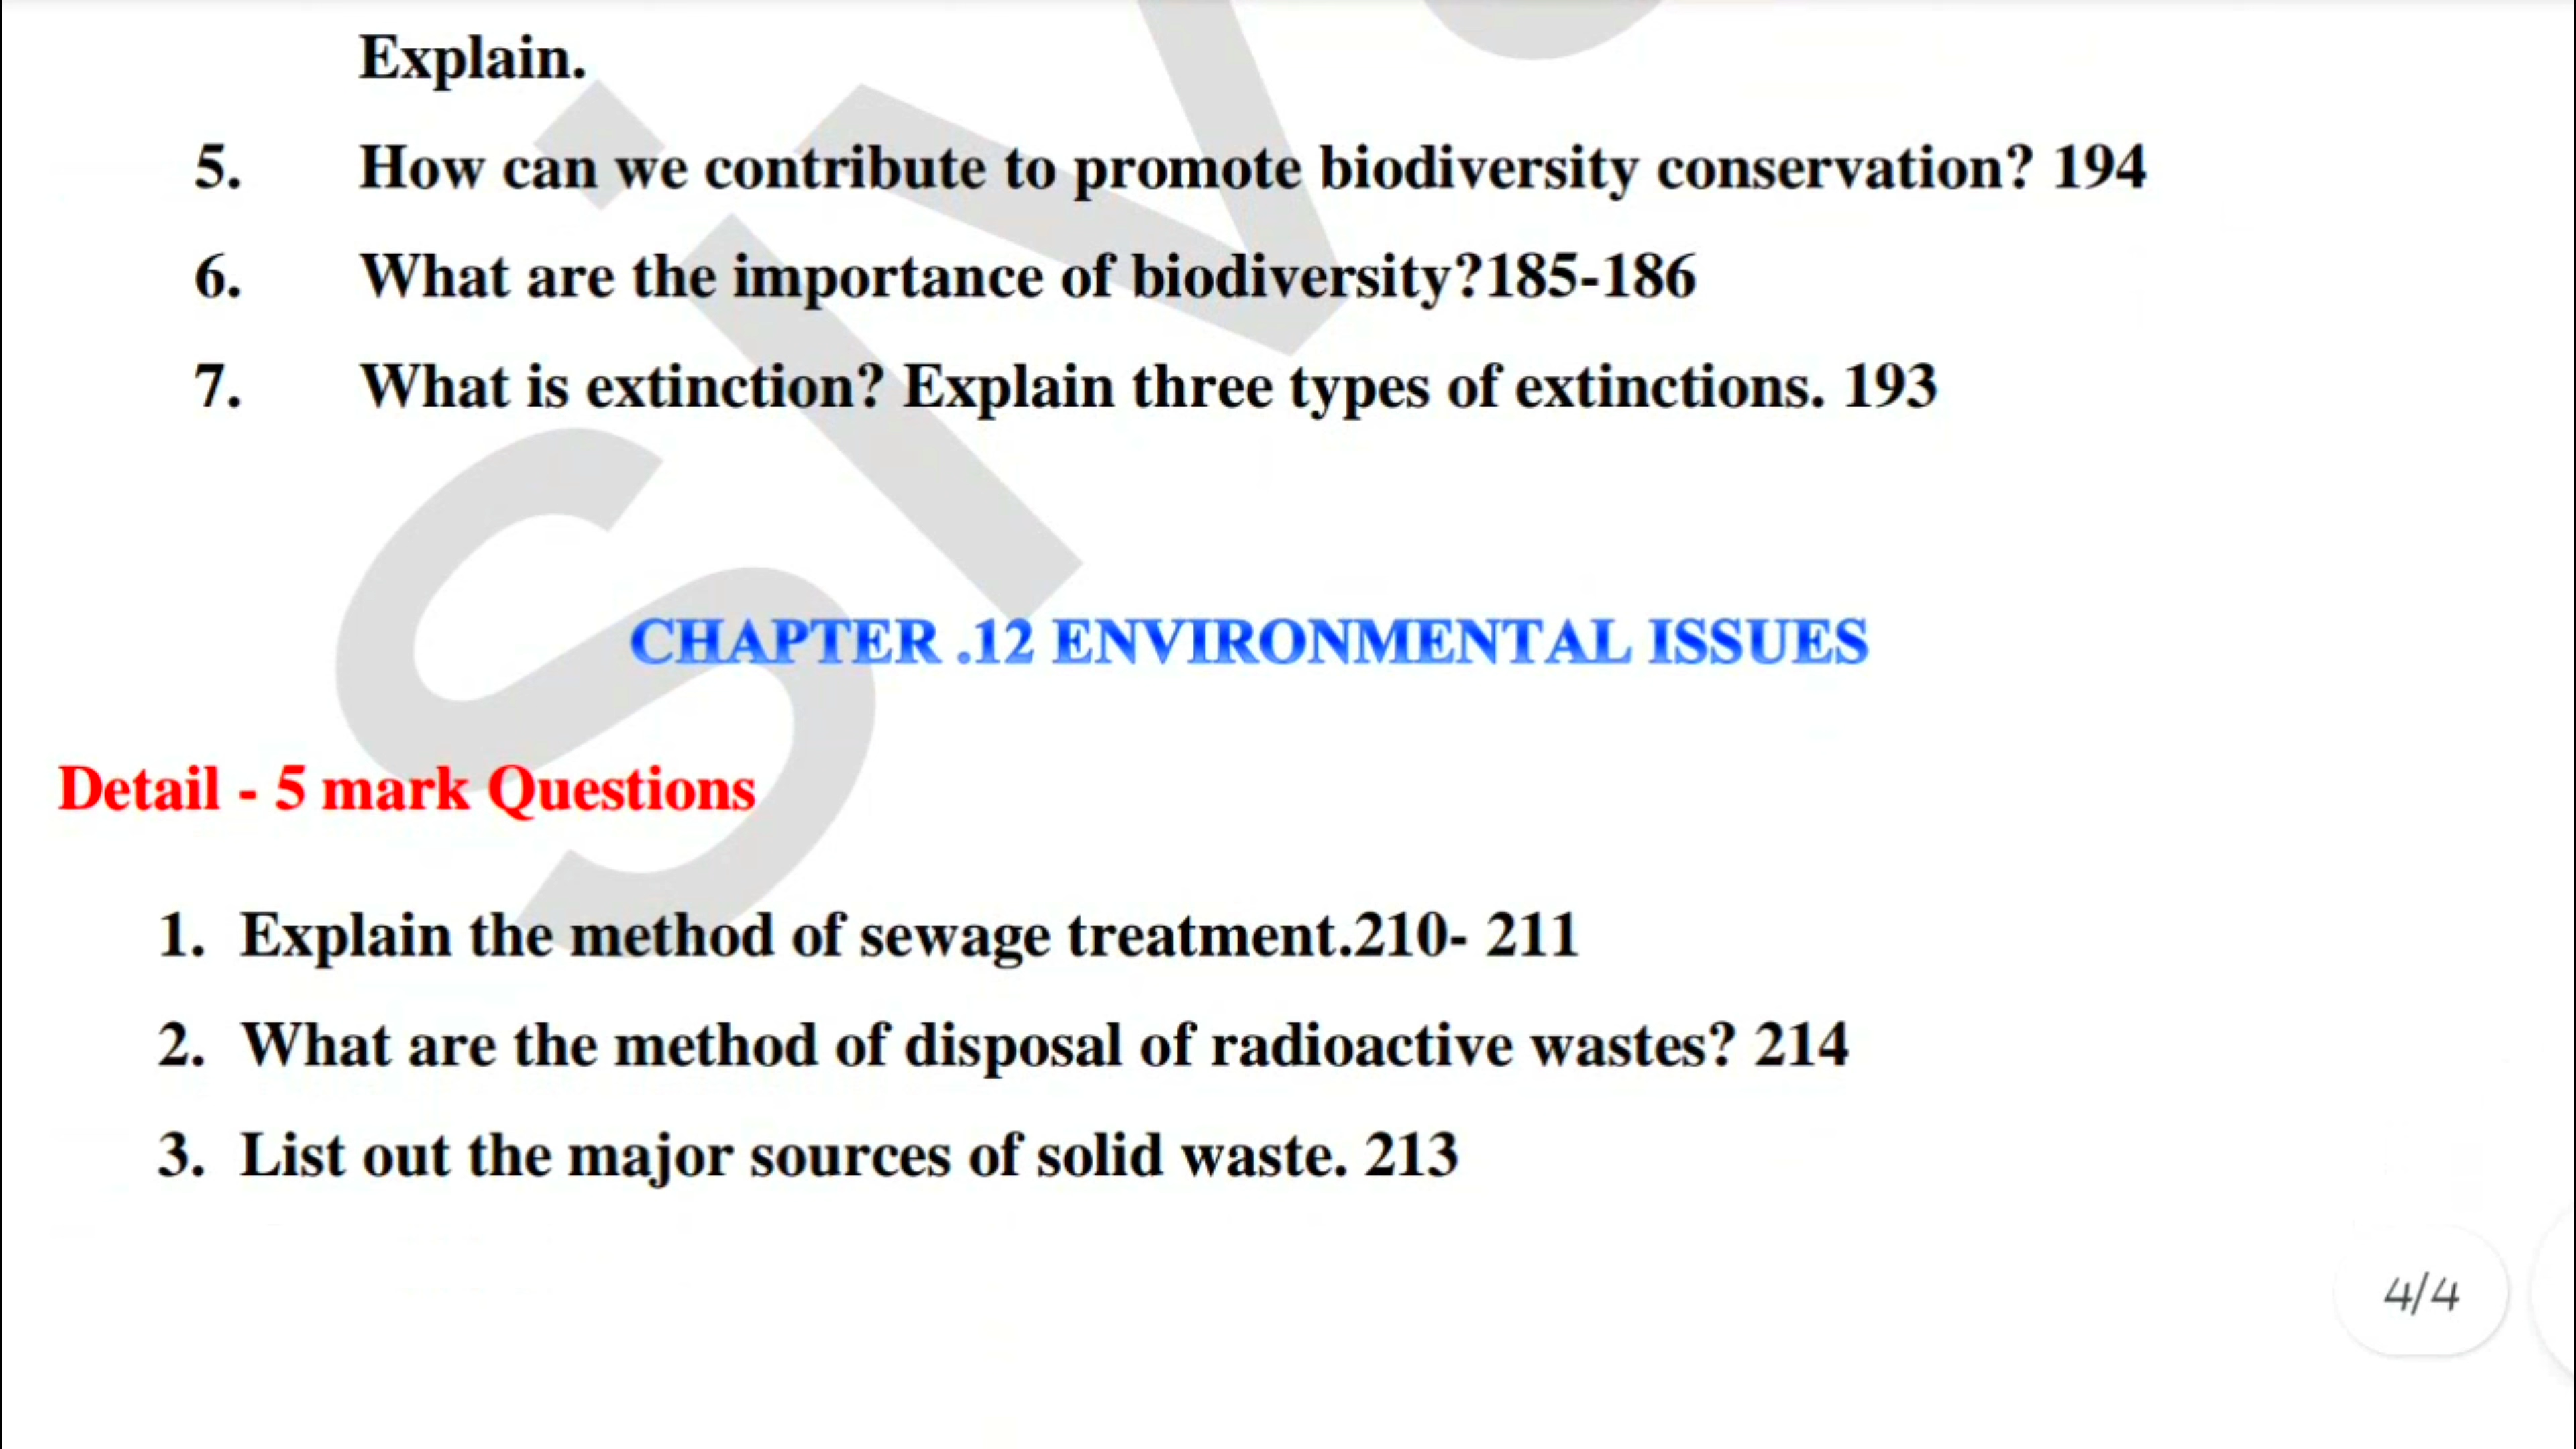 Explain.
5. How can we contribute to promote biodiversity conservation? 194
6. What are the importance of biodiversity?185-186
7. What is extinction? Explain three types of extinctions. 193
CHAPTER .12 ENVIRONMENTAL ISSUES
Detail - 5 mark Questions
1. Explain the method of sewage treatment.210- 211
2. What are the method of disposal of radioactive wastes? 214
3. List out the major sources of solid waste. 213
4/4